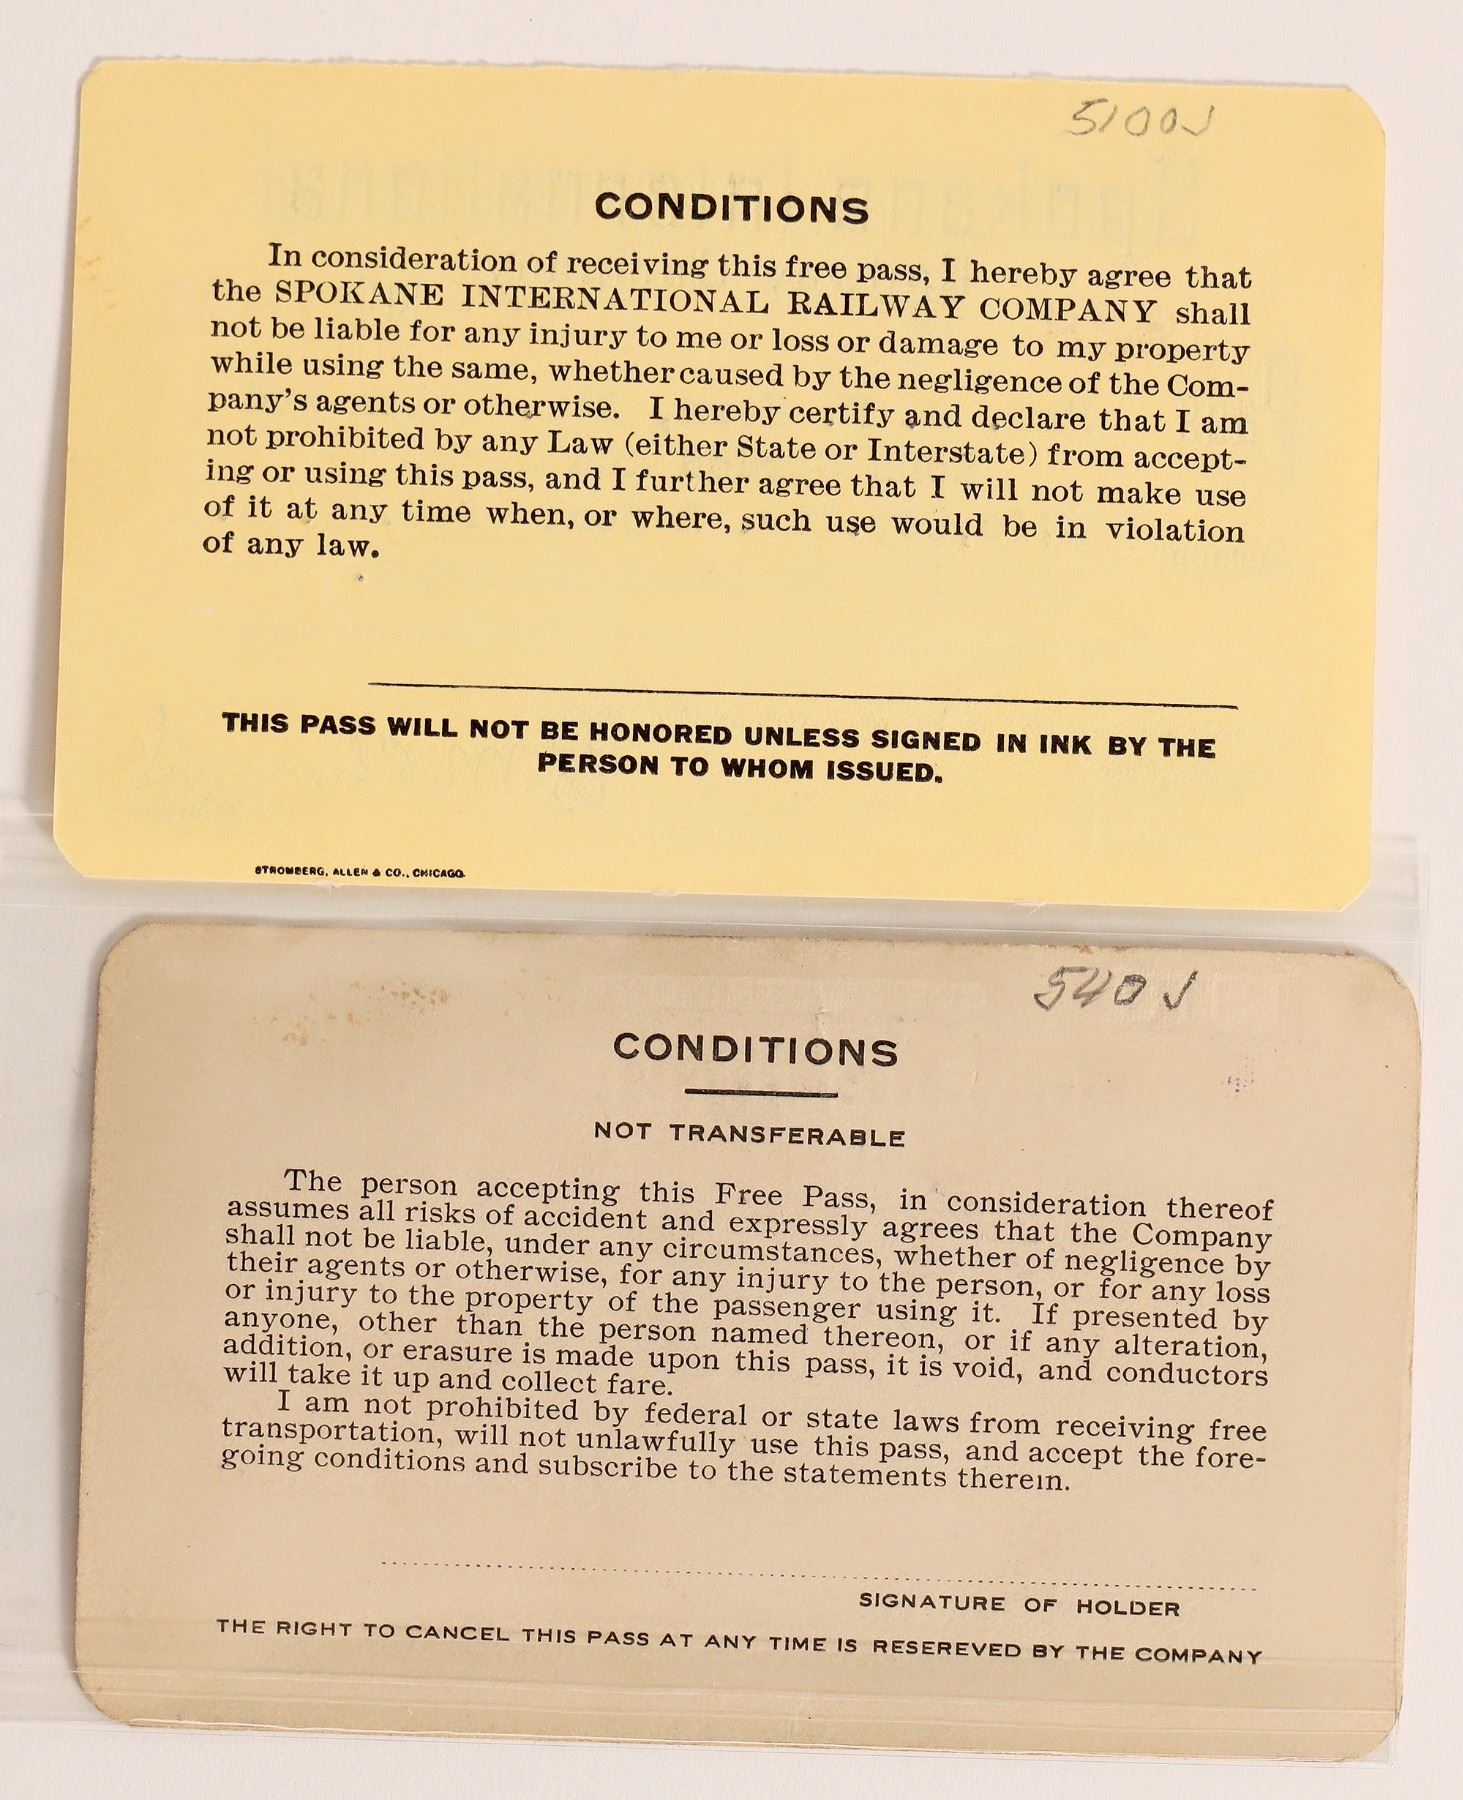 5100J
CONDITIONS
In consideration of receiving this free pass, I hereby agree that
the SPOKANE INTERNATIONAL RAILWAY COMPANY shall
not be liable for any injury to me or loss or damage to my property
while using the same, whether caused by the negligence of the Com-
pany's agents or otherwise. I hereby certify and declare that I am
not prohibited by any Law (either State or Interstate) from accept-
ing or using this pass, and I further agree that I will not make use
of it at any time when, or where, such use would be in violation
of any law.
THIS PASS WILL NOT BE HONORED UNLESS SIGNED IN INK BY THE
PERSON TO WHOM ISSUED.
STROMBERG, ALLEN & CO., CHICAGO.
540J
CONDITIONS
NOT TRANSFERABLE
The person accepting this Free Pass, in consideration thereof
assumes all risks of accident and expressly agrees that the Company
shall not be liable, under any circumstances, whether of negligence by
their agents or otherwise, for any injury to the person, or for any loss
or injury to the property of the passenger using it. If presented by
anyone, other than the person named thereon, or if any alteration,
addition, or erasure is made upon this pass, it is void, and conductors
will take it up and collect fare.
I am not prohibited by federal or state laws from receiving free
transportation, will not unlawfully use this pass, and accept the fore-
going conditions and subscribe to the statements therein.
SIGNATURE OF HOLDER
THE RIGHT TO CANCEL THIS PASS AT ANY TIME IS RESEREVED BY THE COMPANY